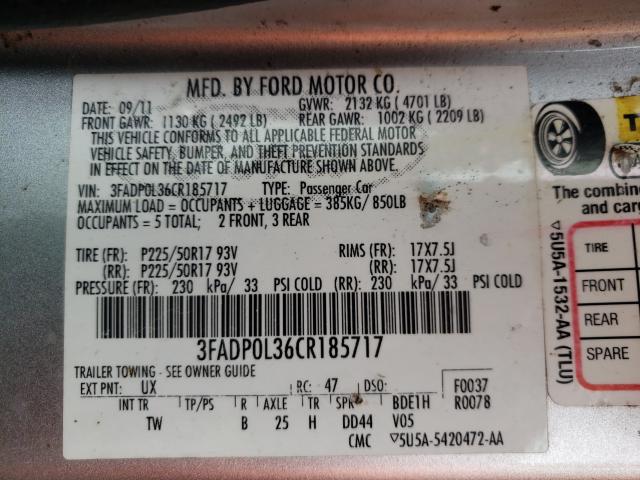 MFD. BY FORD MOTOR CO.
DATE: 09/11 GVWR: 2132 KG ( 4701 LB)
FRONT GAWR: 1130 KG ( 2492 LB) REAR GAWR: 1002 KG ( 2209 LB)
THIS VEHICLE CONFORMS TO ALL APPLICABLE FEDERAL MOTOR
VEHICLE SAFETY, BUMPER, AND THEFT PREVENTION STANDARDS
IN EFFECT ON THE DATE OF MANUFACTURE SHOWN ABOVE.
VIN: 3FADP0L36CR185717 TYPE: Passenger Car
MAXIMUM LOAD = OCCUPANTS + LUGGAGE = 385KG/ 850LB
OCCUPANTS = 5 TOTAL; 2 FRONT, 3 REAR
TIRE (FR): P225/50R17 93V RIMS (FR): 17X7.5J
(RR): P225/50R17 93V (RR): 17X7.5J
PRESSURE (FR): 230 kPa/ 33 PSI COLD (RR): 230 kPa/ 33 PSI COLD
3FADP0L36CR185717
TRAILER TOWING - SEE OWNER GUIDE
EXT PNT: UX RC: 47 DSO: F0037
INT TR TP/PS R AXLE TR SPR BDE1H R0078
TW B 25 H DD44 V05
CMC ▽5U5A-5420472-AA
The combin
and carg
▽5U5A-1532-AA (TLU)
TIRE
FRONT
REAR
SPARE